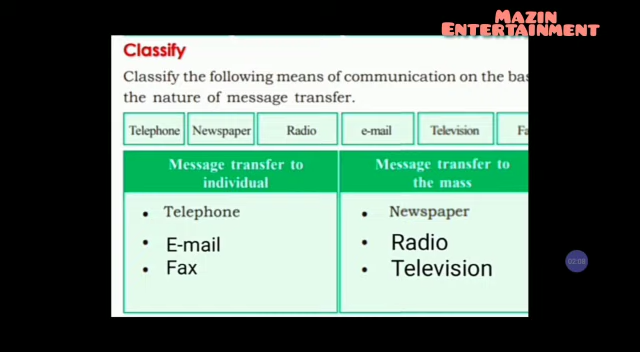 MAZIN
ENTERTAINMENT
Classify
Classify the following means of communication on the bas
the nature of message transfer.
Telephone Newspaper Radio e-mail Television Fa
Message transfer to individual
Message transfer to the mass
• Telephone
• E-mail
• Fax
• Newspaper
• Radio
• Television
02:08